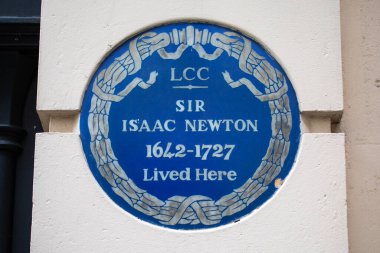 LCC
SIR
ISAAC NEWTON
1642-1727
Lived Here